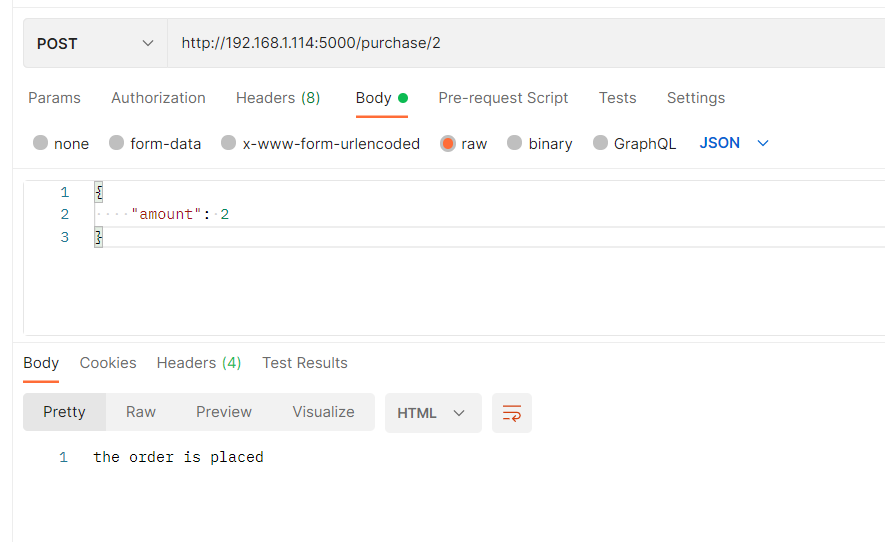 POST http://192.168.1.114:5000/purchase/2
Params Authorization Headers (8) Body Pre-request Script Tests Settings
none form-data x-www-form-urlencoded raw binary GraphQL JSON
1 {
2 "amount": 2
3 }
Body Cookies Headers (4) Test Results
Pretty Raw Preview Visualize HTML
1 the order is placed